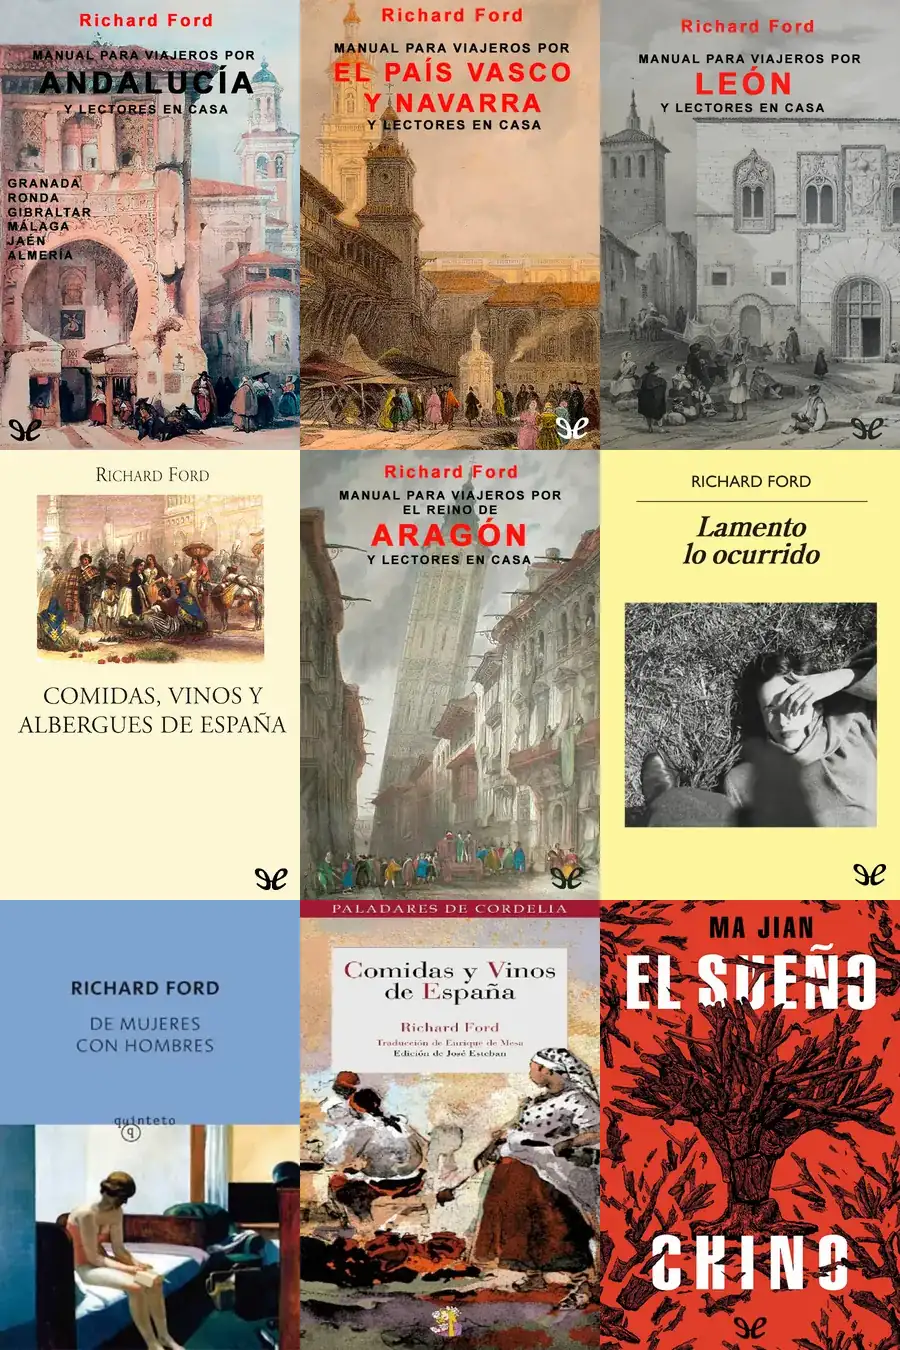 Richard Ford
MANUAL PARA VIAJEROS POR
ANDALUCÍA
Y LECTORES EN CASA
GRANADA
RONDA
GIBRALTAR
MÁLAGA
JAÉN
ALMERÍA
Richard Ford
MANUAL PARA VIAJEROS POR
EL PAÍS VASCO
Y NAVARRA
Y LECTORES EN CASA
Richard Ford
MANUAL PARA VIAJEROS POR
LEÓN
Y LECTORES EN CASA
RICHARD FORD
COMIDAS, VINOS Y
ALBERGUES DE ESPAÑA
Richard Ford
MANUAL PARA VIAJEROS POR
EL REINO DE
ARAGÓN
Y LECTORES EN CASA
RICHARD FORD
Lamento
lo ocurrido
RICHARD FORD
DE MUJERES
CON HOMBRES
quinteto
q
PALADARES DE CORDELIA
Comidas y Vinos
de España
Richard Ford
Traducción de Enrique de Mesa
Edición de José Esteban
MA JIAN
EL SUEÑO
CHINO